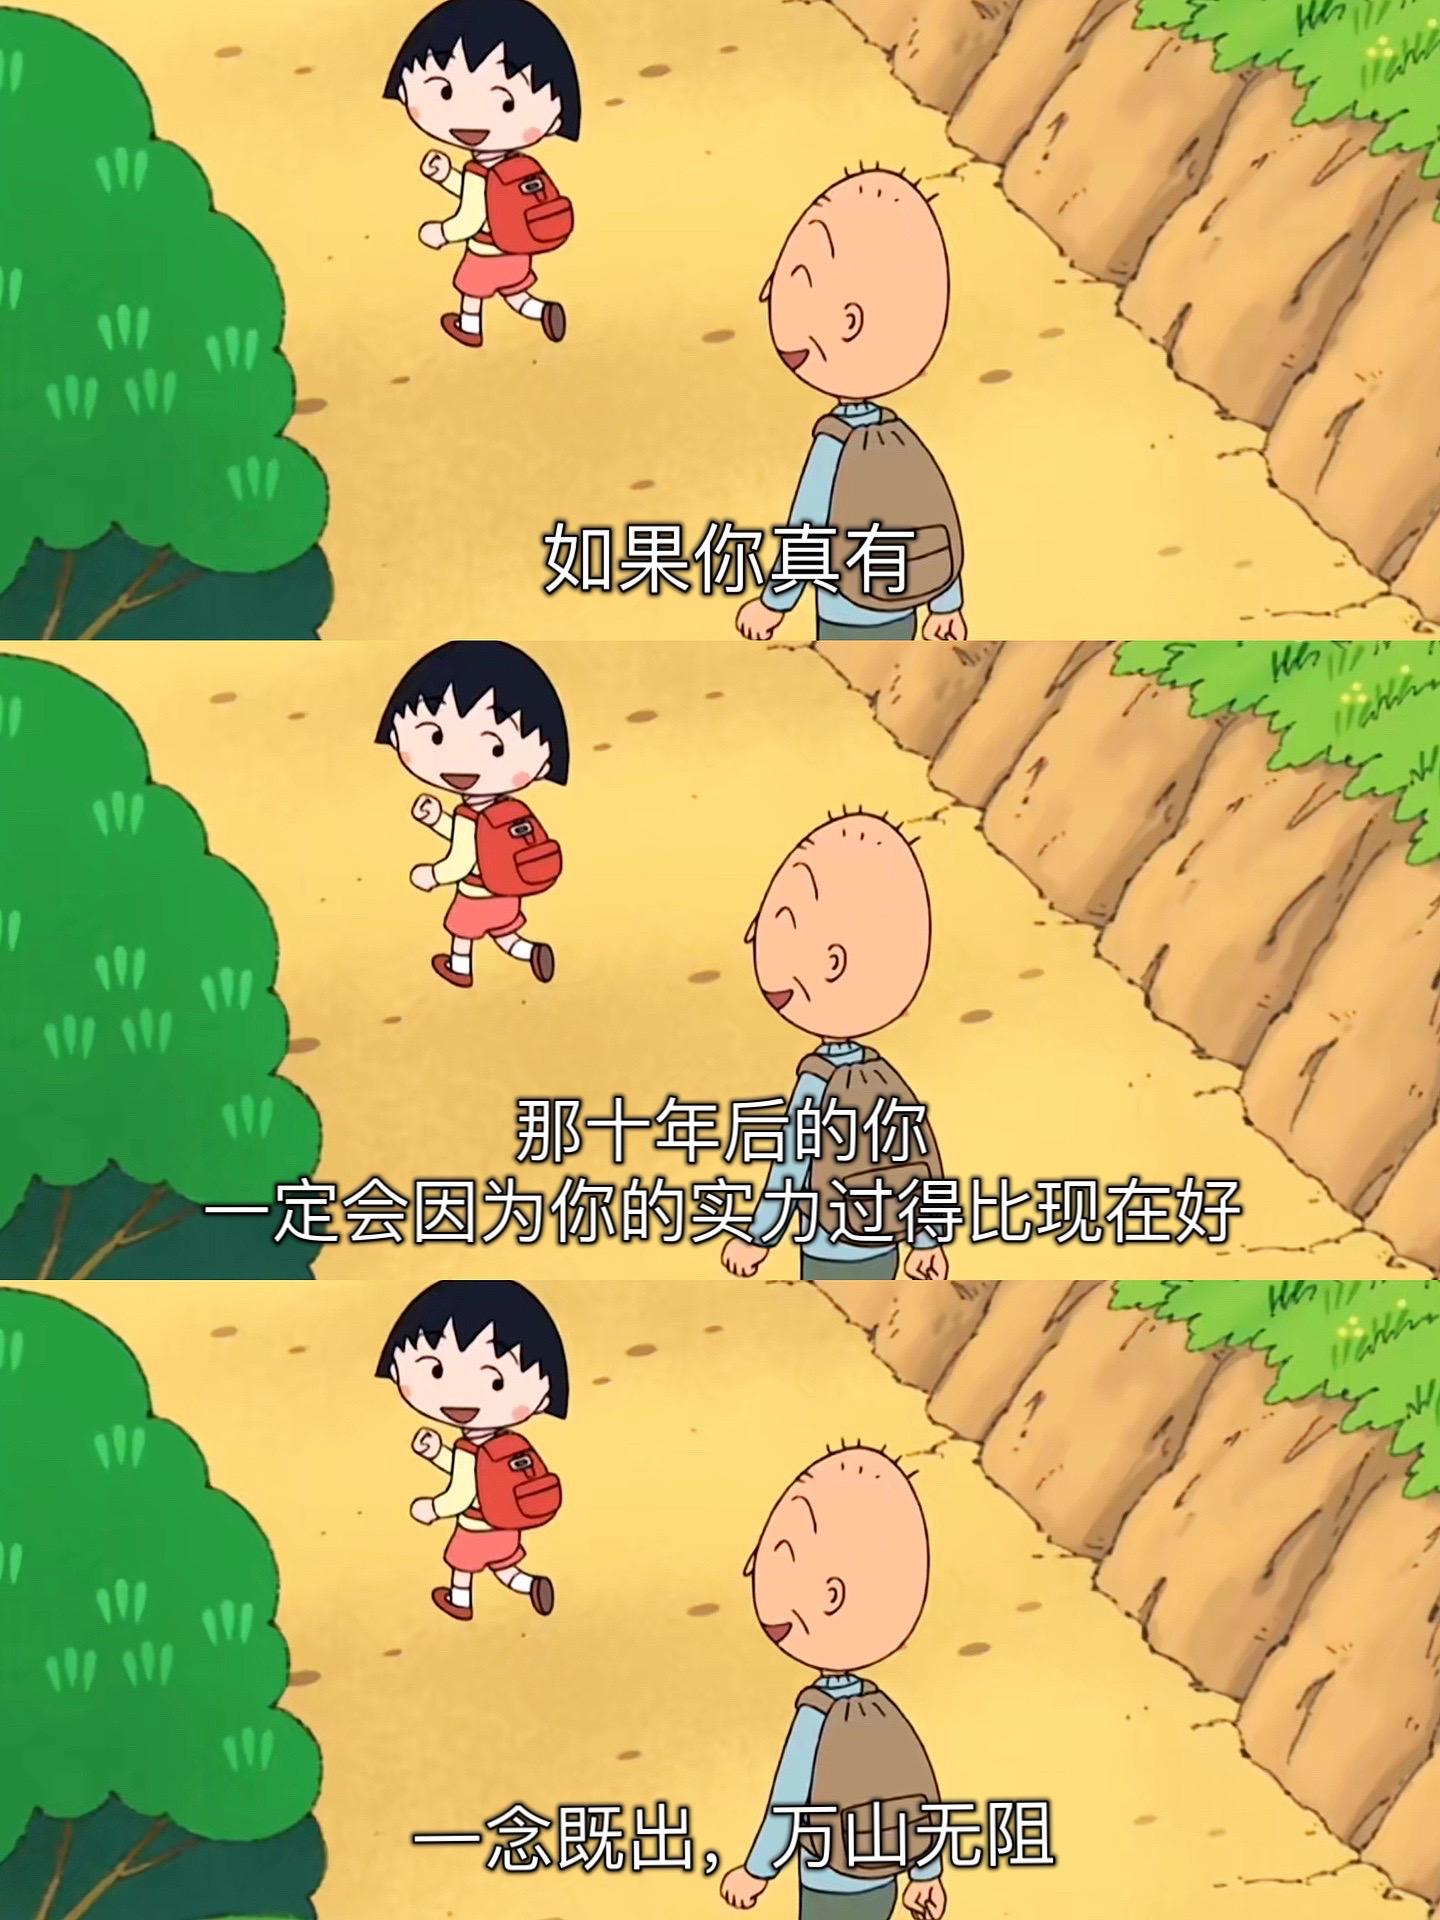 如果你真有
那十年后的你
一定会因为你的实力过得比现在好
一念既出，万山无阻